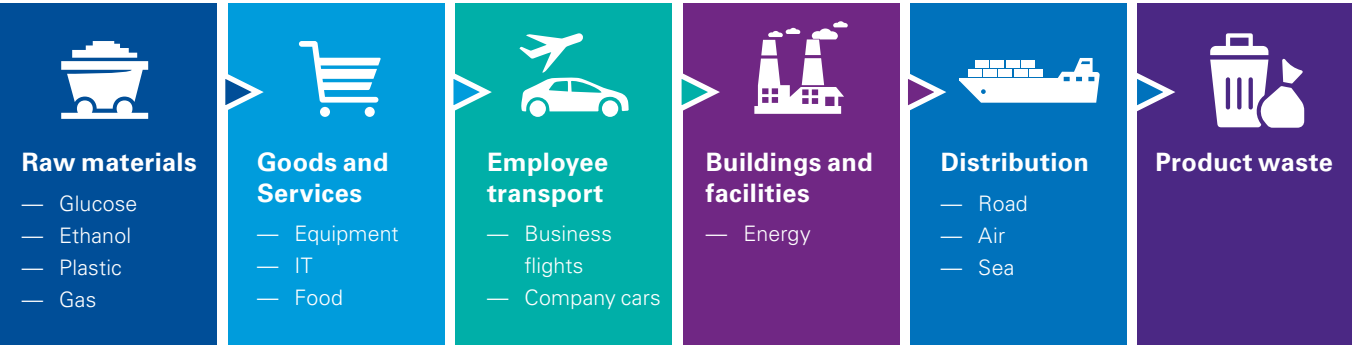 Raw materials
— Glucose
— Ethanol
— Plastic
— Gas
Goods and
Services
— Equipment
— IT
— Food
Employee
transport
— Business
flights
— Company cars
Buildings and
facilities
— Energy
Distribution
— Road
— Air
— Sea
Product waste